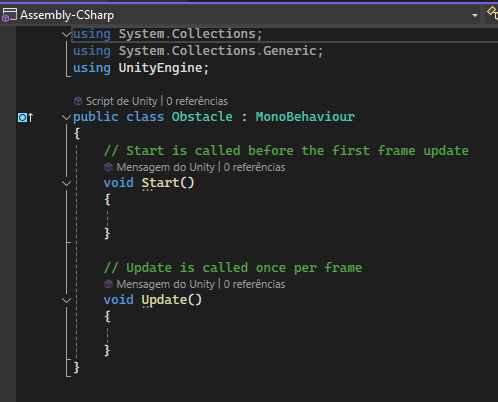 Assembly-CSharp
using System.Collections;
using System.Collections.Generic;
using UnityEngine;
Script de Unity | 0 referências
public class Obstacle : MonoBehaviour
{
// Start is called before the first frame update
Mensagem do Unity | 0 referências
void Start()
{
}
// Update is called once per frame
Mensagem do Unity | 0 referências
void Update()
{
}
}